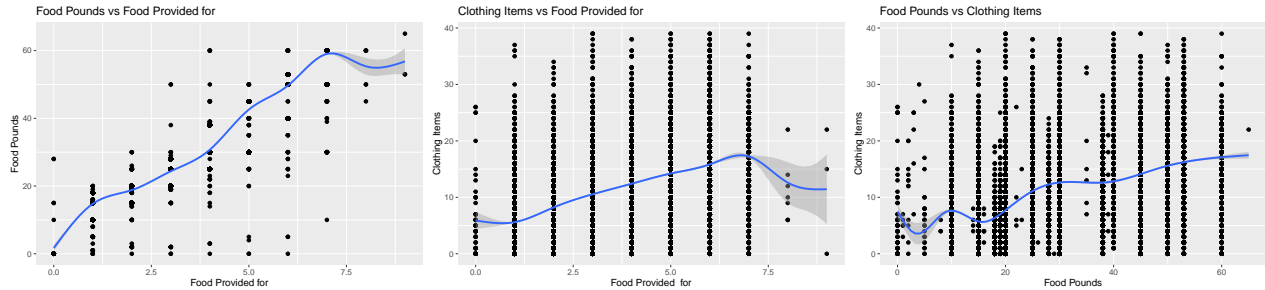 Food Pounds vs Food Provided for
Food Pounds
60
40
20
0
0.0 2.5 5.0 7.5
Food Provided for
Clothing Items vs Food Provided for
Clothing Items
40
30
20
10
0
0.0 2.5 5.0 7.5
Food Provided for
Food Pounds vs Clothing Items
Clothing Items
40
30
20
10
0
0 20 40 60
Food Pounds